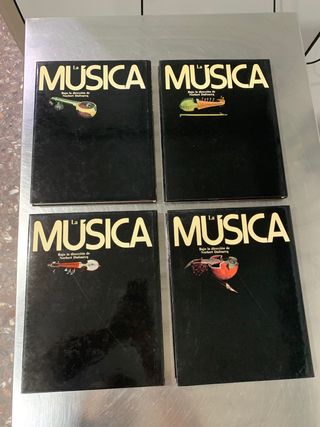 La
MÚSICA
Bajo la dirección de
Norbert Dufourcq
La
MÚSICA
Bajo la dirección de
Norbert Dufourcq
La
MÚSICA
Bajo la dirección de
Norbert Dufourcq
La
MÚSICA
Bajo la dirección de
Norbert Dufourcq